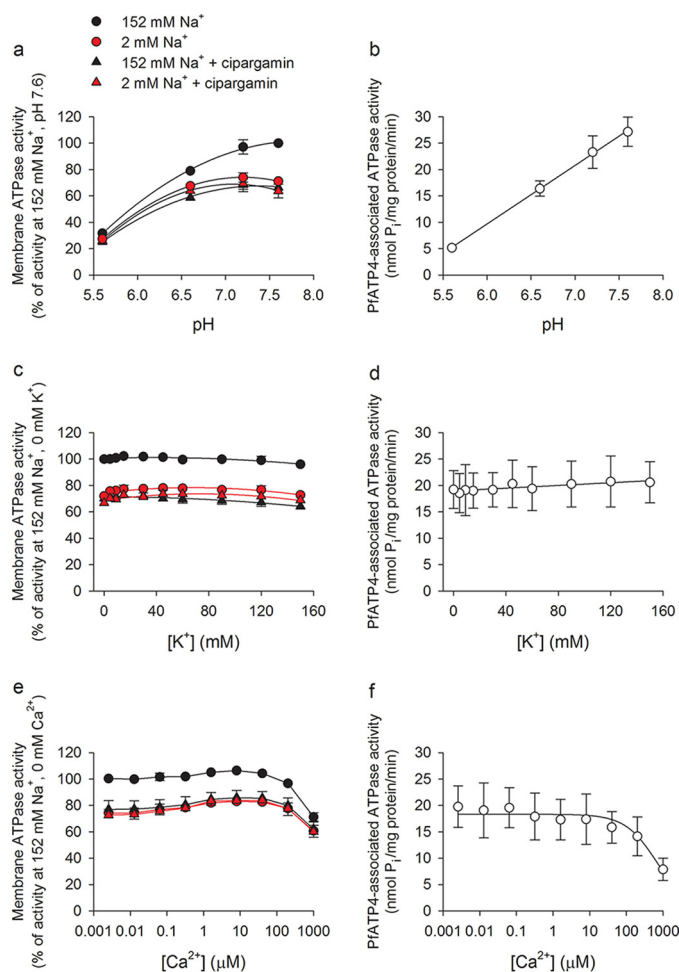 152 mM Na⁺
2 mM Na⁺
152 mM Na⁺ + cipargamin
2 mM Na⁺ + cipargamin
a
Membrane ATPase activity
(% of activity at 152 mM Na⁺, pH 7.6)
120
100
80
60
40
20
0
5.5 6.0 6.5 7.0 7.5 8.0
pH
b
PfATP4-associated ATPase activity
(nmol Pᵢ/mg protein/min)
30
25
20
15
10
5
0
5.5 6.0 6.5 7.0 7.5 8.0
pH
c
Membrane ATPase activity
(% of activity at 152 mM Na⁺, 0 mM K⁺)
120
100
80
60
40
20
0
0 40 80 120 160
[K⁺] (mM)
d
PfATP4-associated ATPase activity
(nmol Pᵢ/mg protein/min)
30
25
20
15
10
5
0
0 40 80 120 160
[K⁺] (mM)
e
Membrane ATPase activity
(% of activity at 152 mM Na⁺, 0 mM Ca²⁺)
120
100
80
60
40
20
0
0.001 0.01 0.1 1 10 100 1000
[Ca²⁺] (μM)
f
PfATP4-associated ATPase activity
(nmol Pᵢ/mg protein/min)
30
25
20
15
10
5
0
0.001 0.01 0.1 1 10 100 1000
[Ca²⁺] (μM)